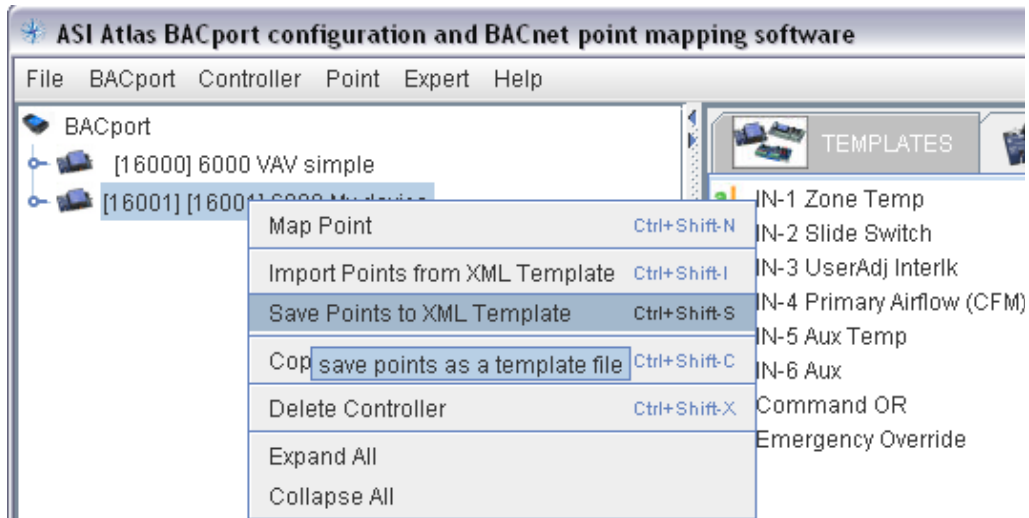 ASI Atlas BACport configuration and BACnet point mapping software
File BACport Controller Point Expert Help
BACport
[16000] 6000 VAV simple
[16001] [16001] 6000 My device
TEMPLATES
IN-1 Zone Temp
IN-2 Slide Switch
IN-3 UserAdj Interlk
IN-4 Primary Airflow (CFM)
IN-5 Aux Temp
IN-6 Aux
Command OR
Emergency Override
Map Point Ctrl+Shift-N
Import Points from XML Template Ctrl+Shift-I
Save Points to XML Template Ctrl+Shift-S
Cop Ctrl+Shift-C
save points as a template file
Delete Controller Ctrl+Shift-X
Expand All
Collapse All